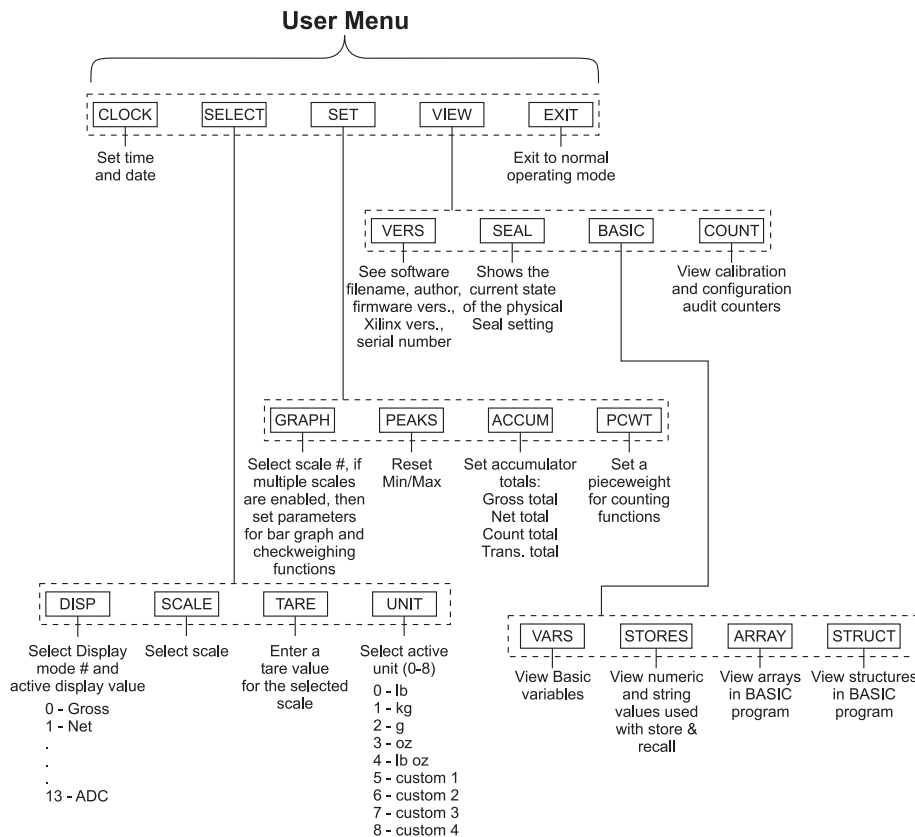 User Menu
CLOCK
SELECT
SET
VIEW
EXIT
Set time
and date
Exit to normal
operating mode
VERS
SEAL
BASIC
COUNT
See software
filename, author,
firmware vers.,
Xilinx vers.,
serial number
Shows the
current state
of the physical
Seal setting
View calibration
and configuration
audit counters
GRAPH
PEAKS
ACCUM
PCWT
Select scale #, if
multiple scales
are enabled, then
set parameters
for bar graph and
checkweighing
functions
Reset
Min/Max
Set accumulator
totals:
Gross total
Net total
Count total
Trans. total
Set a
pieceweight
for counting
functions
DISP
SCALE
TARE
UNIT
Select Display
mode # and
active display value
0 - Gross
1 - Net
.
.
.
13 - ADC
Select scale
Enter a
tare value
for the selected
scale
Select active
unit (0-8)
0 - lb
1 - kg
2 - g
3 - oz
4 - lb oz
5 - custom 1
6 - custom 2
7 - custom 3
8 - custom 4
VARS
STORES
ARRAY
STRUCT
View Basic
variables
View numeric
and string
values used
with store &
recall
View arrays
in BASIC
program
View structures
in BASIC
program